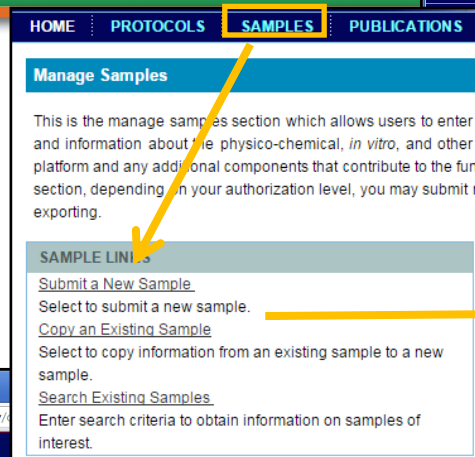 HOME PROTOCOLS SAMPLES PUBLICATIONS
Manage Samples
This is the manage samples section which allows users to enter
and information about the physico-chemical, in vitro, and other
platform and any additional components that contribute to the fun
section, depending on your authorization level, you may submit
exporting.
SAMPLE LINKS
Submit a New Sample
Select to submit a new sample.
Copy an Existing Sample
Select to copy information from an existing sample to a new
sample.
Search Existing Samples
Enter search criteria to obtain information on samples of
interest.